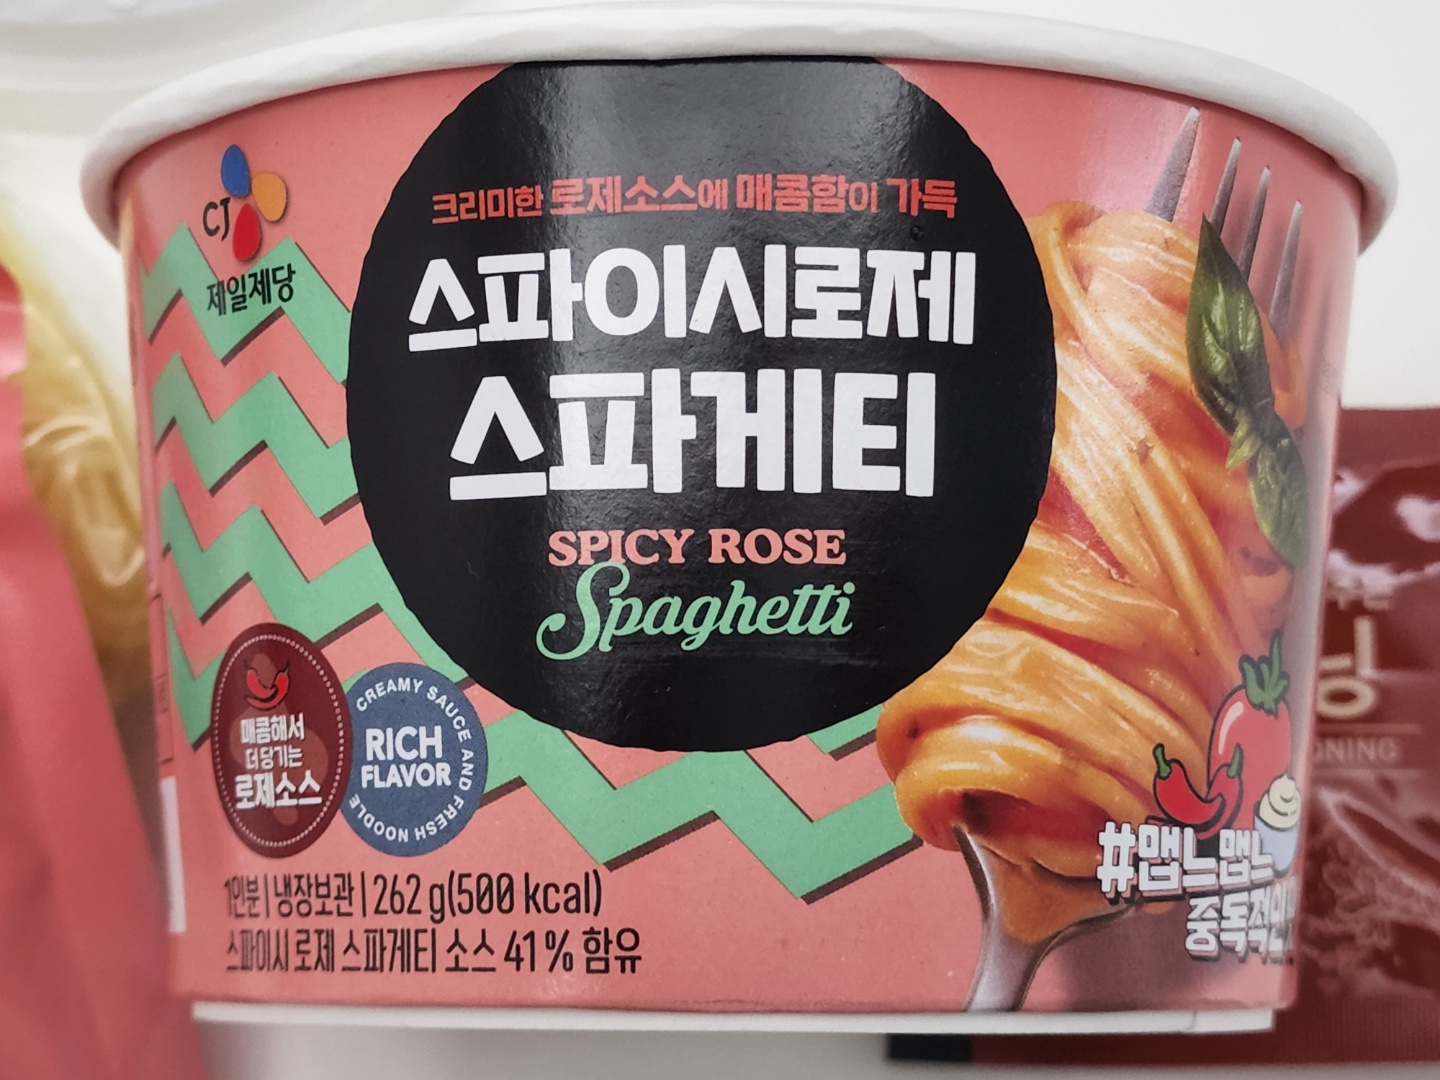 CJ
제일제당
크리미한 로제소스에 매콤함이 가득
스파이시로제
스파게티
SPICY ROSE
Spaghetti
매콤해서
더 당기는
로제소스
CREAMY SAUCE AND FRESH NOODLE
RICH
FLAVOR
1인분 | 냉장보관 | 262 g(500 kcal)
스파이시 로제 스파게티 소스 41 % 함유
#맵느맵느